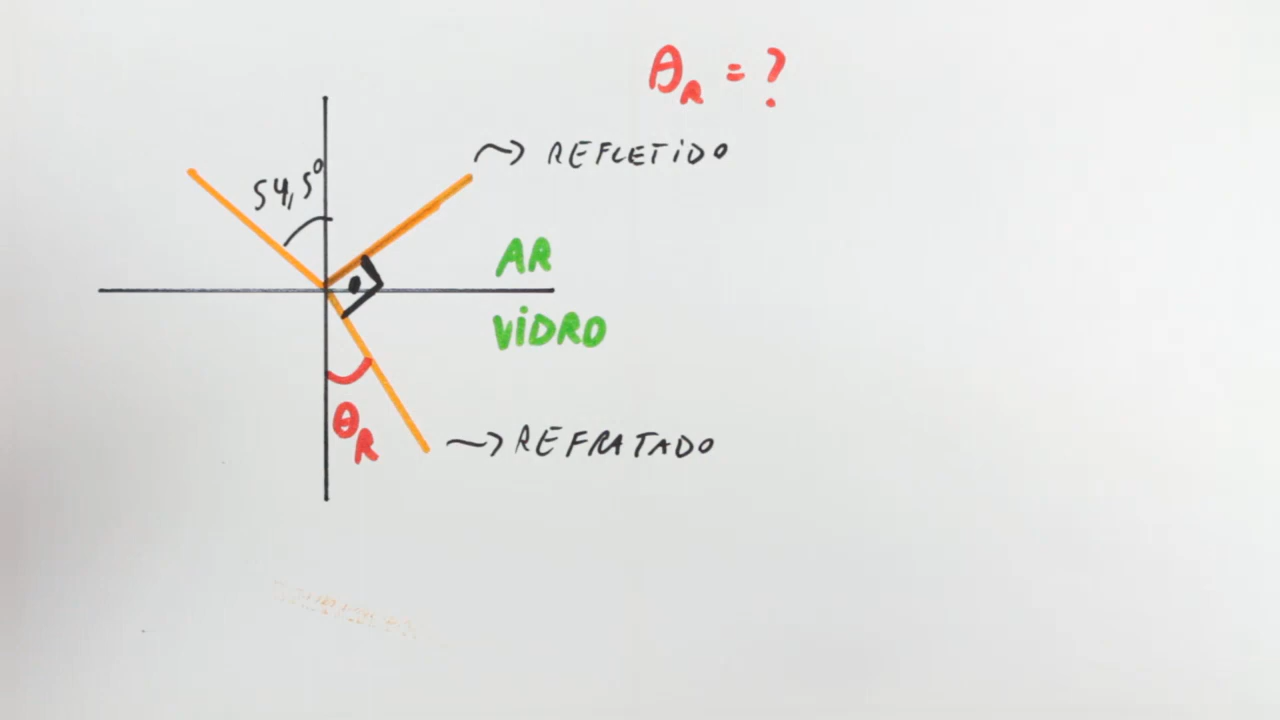 θR = ?
54,5°
REFLETiDO
AR
ViDRO
θR
REFRATADO